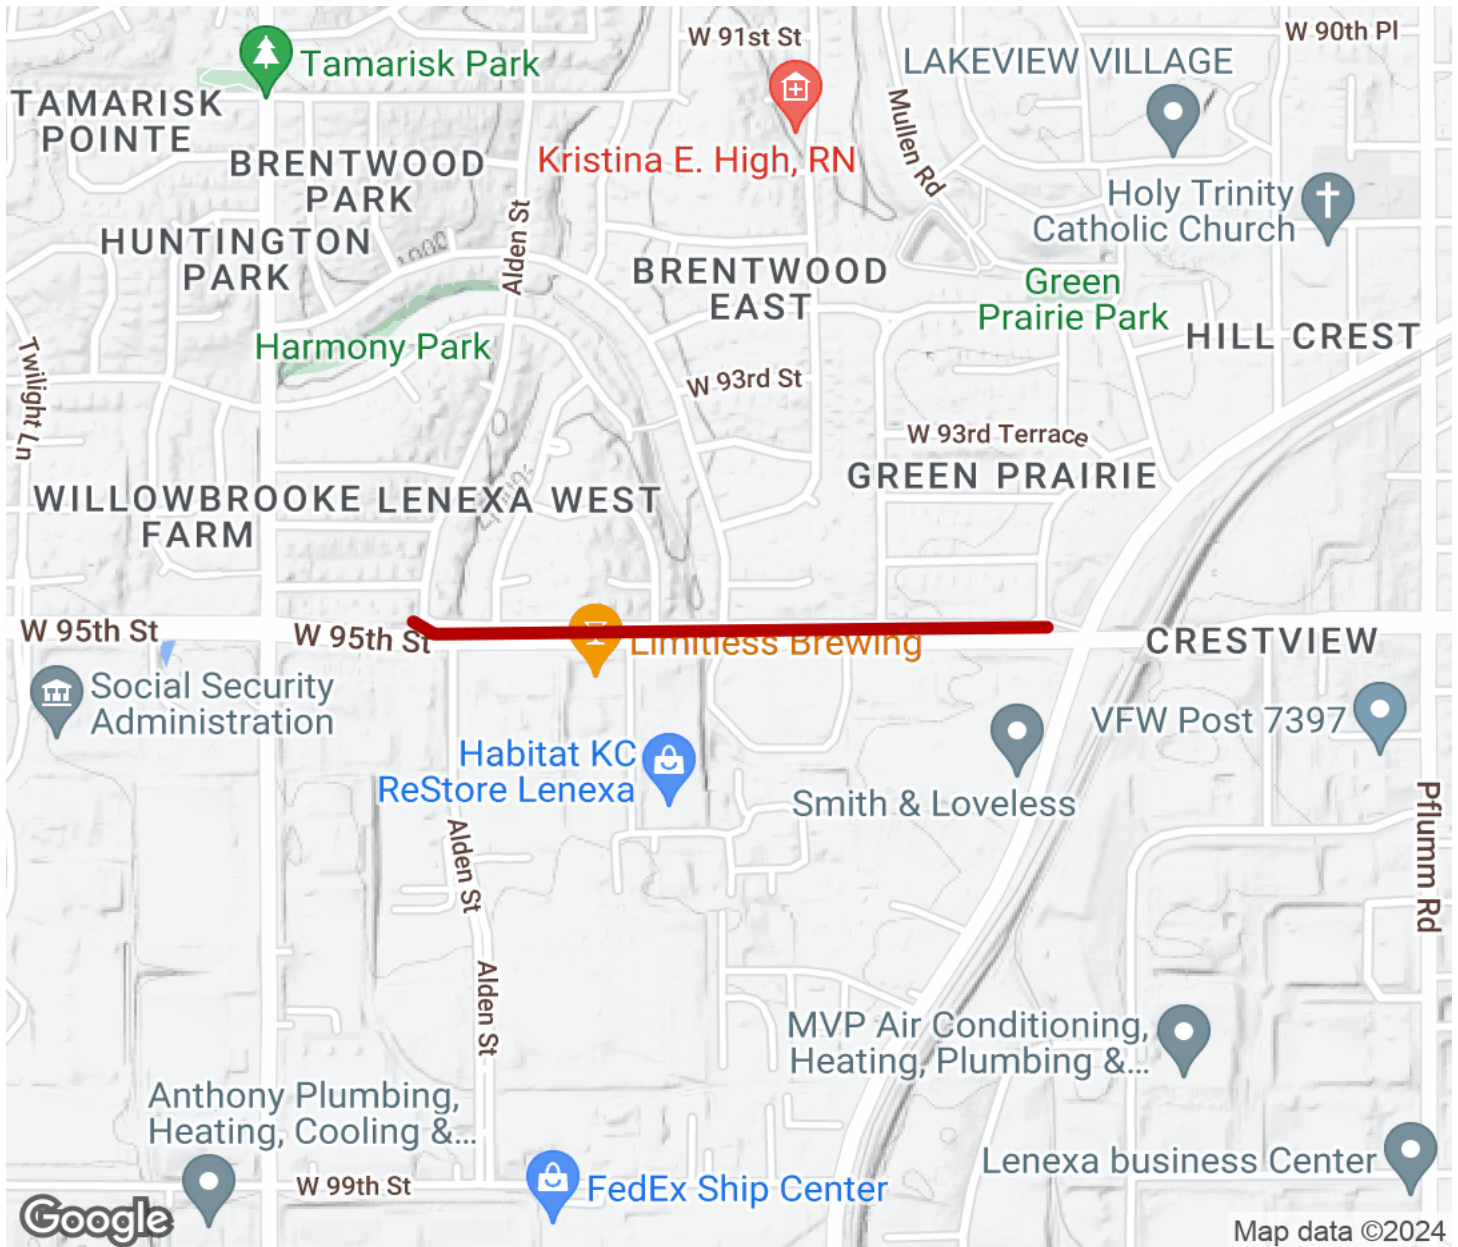 W 91st St
W 90th Pl
Tamarisk Park
LAKEVIEW VILLAGE
TAMARISK
POINTE
Mullen Rd
BRENTWOOD
PARK
Kristina E. High, RN
Holy Trinity
Catholic Church
Alden St
HUNTINGTON
PARK
1000
BRENTWOOD
EAST
Green
Prairie Park
HILL CREST
Harmony Park
Twilight Ln
W 93rd St
W 93rd Terrace
GREEN PRAIRIE
WILLOWBROOKE
FARM
LENEXA WEST
W 95th St
W 95th St
Limitless Brewing
CRESTVIEW
Social Security
Administration
VFW Post 7397
Habitat KC
ReStore Lenexa
Smith & Loveless
Pflumm Rd
Alden St
Alden St
MVP Air Conditioning,
Heating, Plumbing &...
Anthony Plumbing,
Heating, Cooling &...
Lenexa business Center
W 99th St
FedEx Ship Center
Google
Map data ©2024